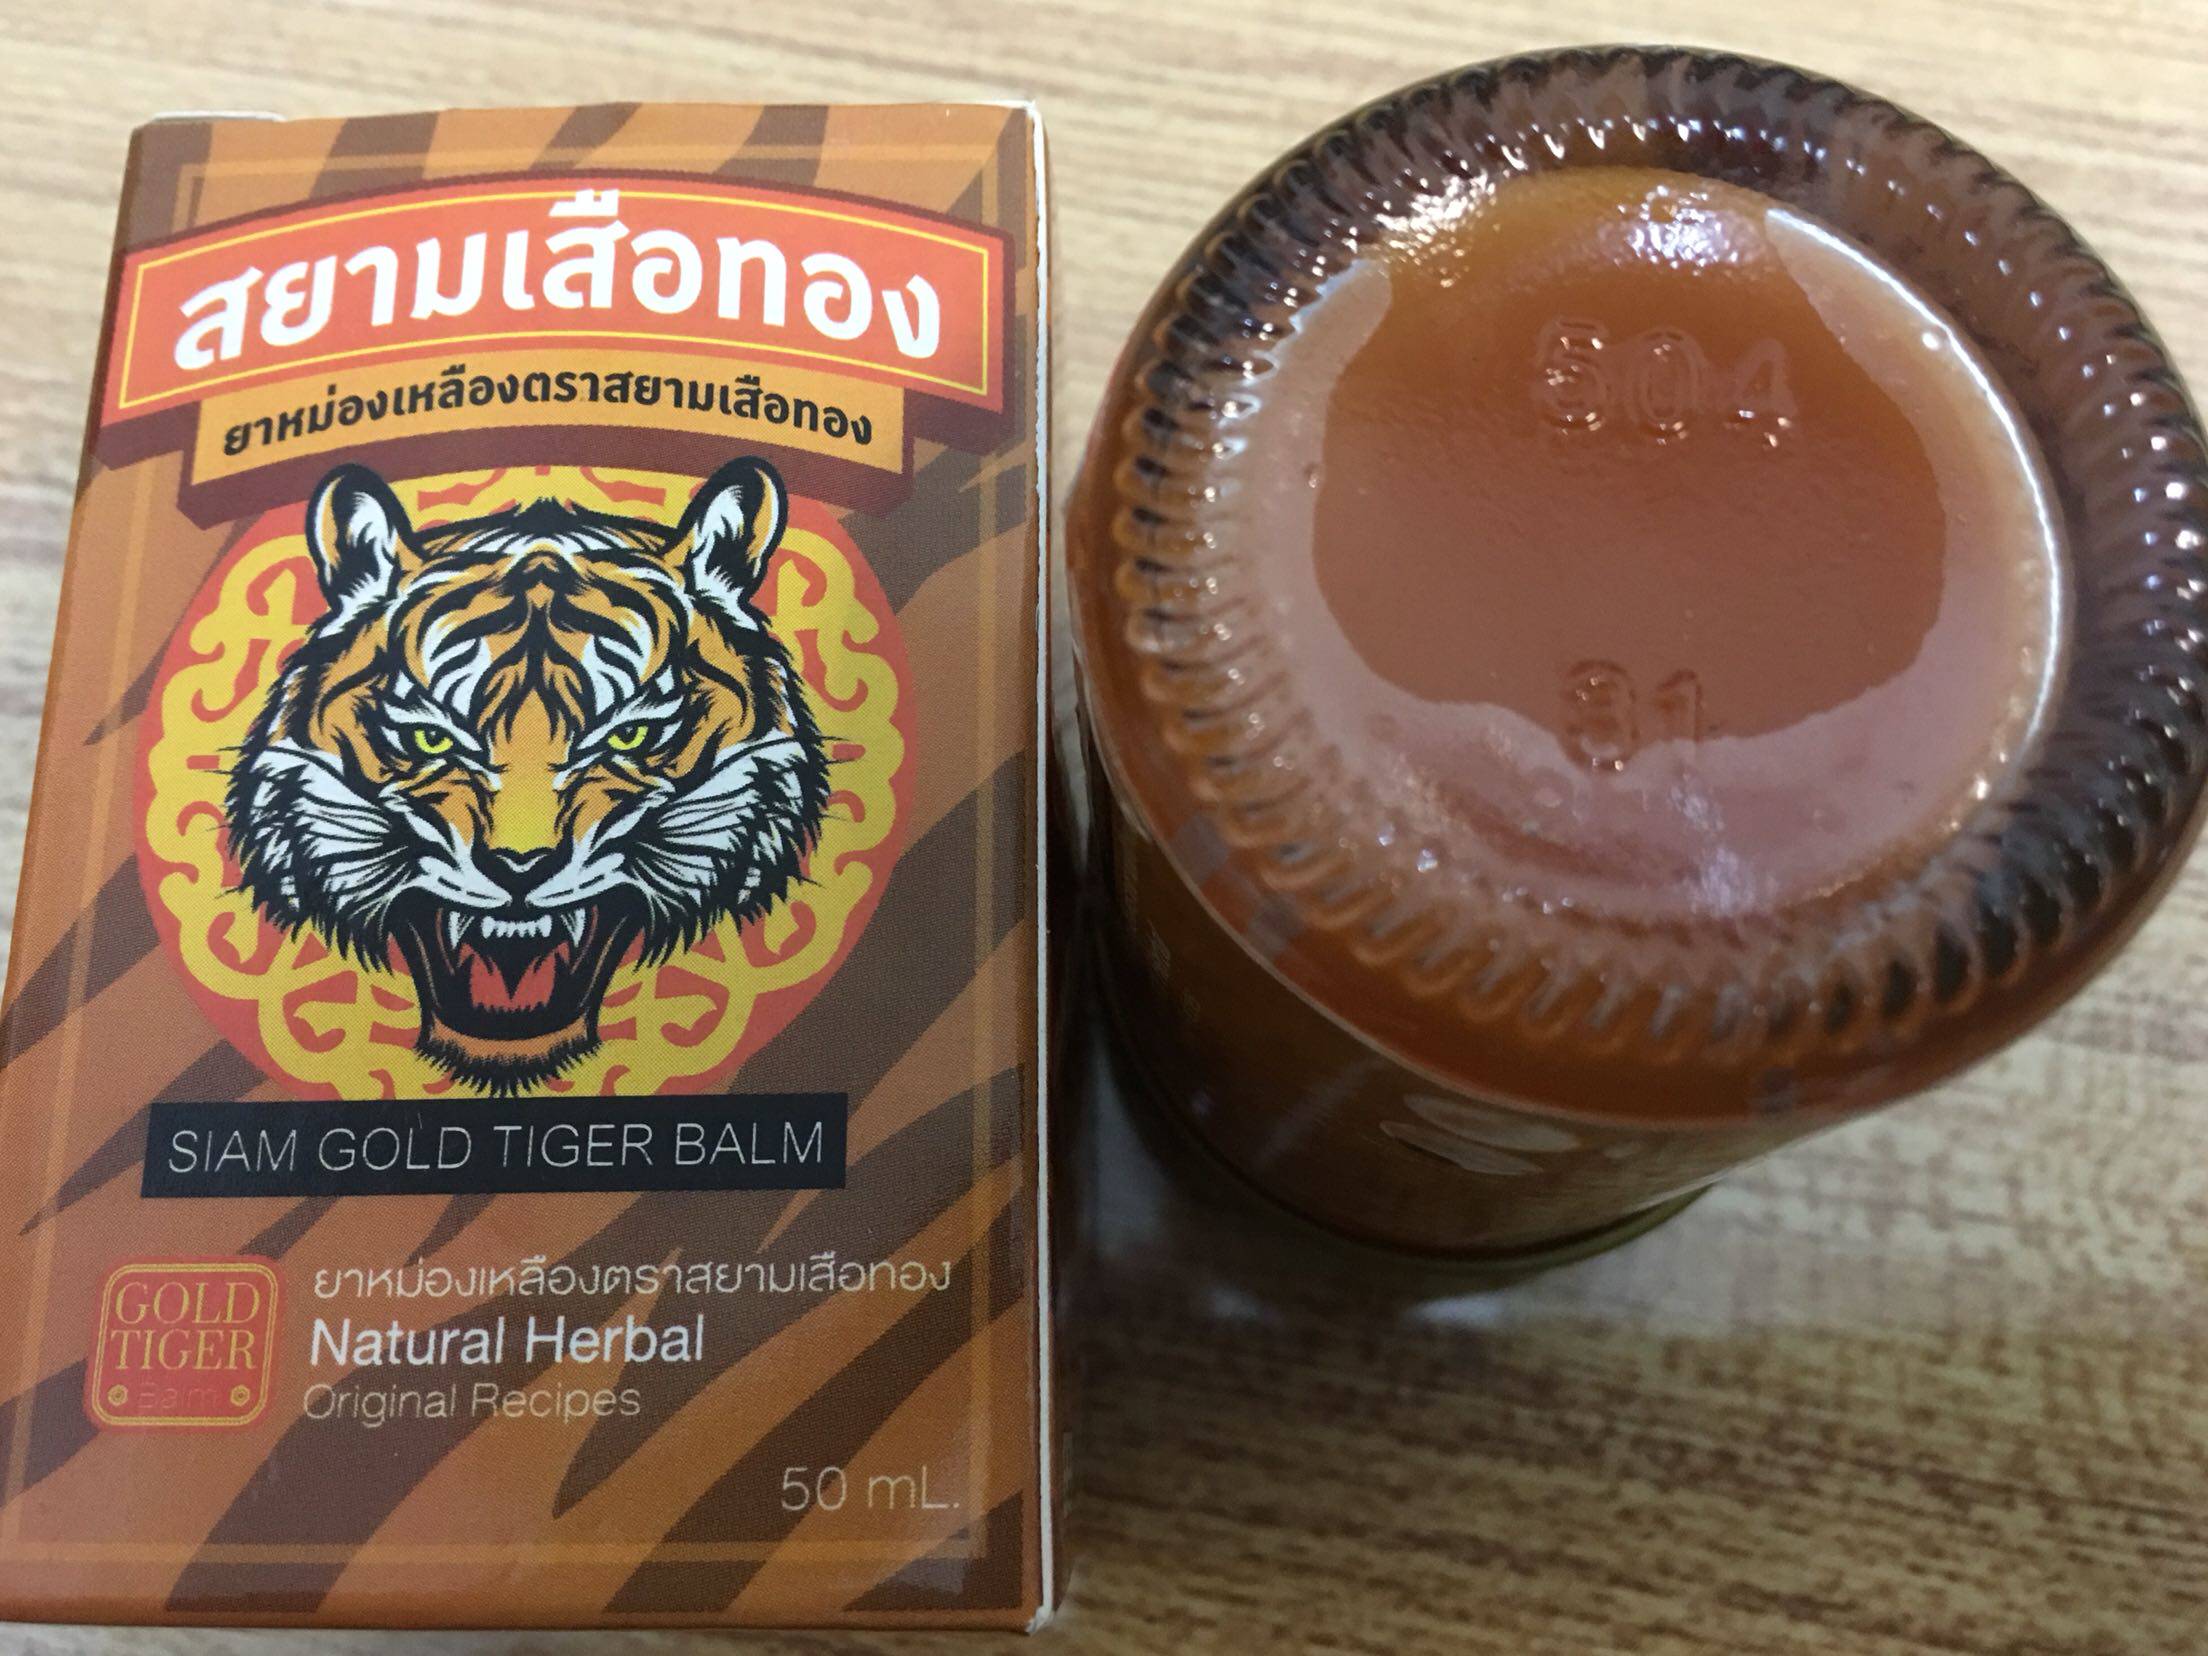 สยามเสือทอง
ยาหม่องเหลืองตราสยามเสือทอง
SIAM GOLD TIGER BALM
GOLD
TIGER
Balm
ยาหม่องเหลืองตราสยามเสือทอง
Natural Herbal
Original Recipes
50 mL.
504
31